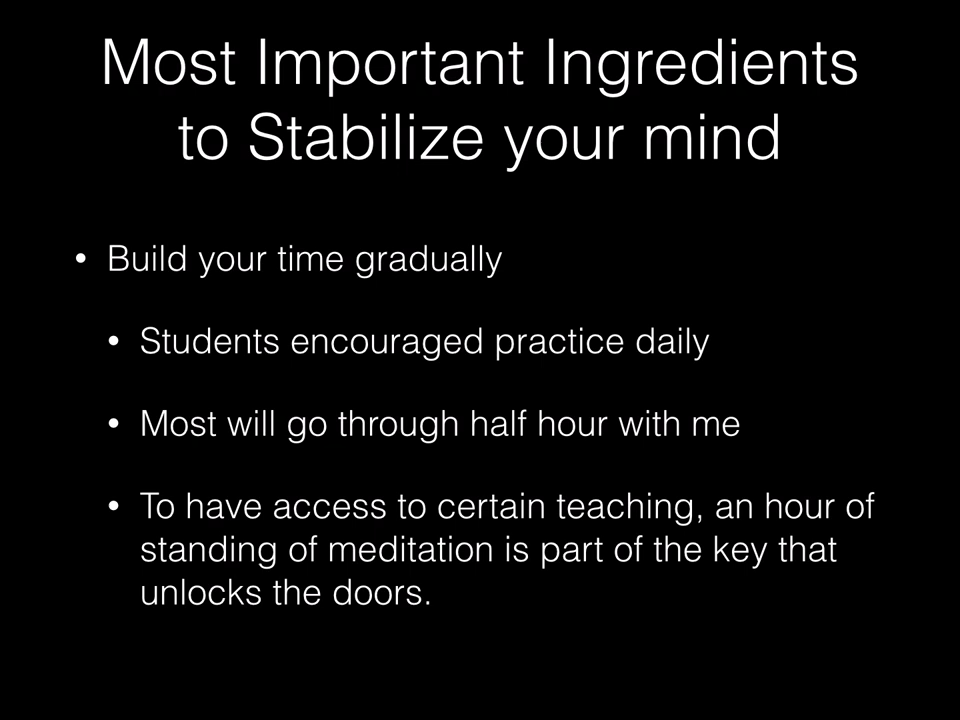 Most Important Ingredients
to Stabilize your mind
• Build your time gradually
• Students encouraged practice daily
• Most will go through half hour with me
• To have access to certain teaching, an hour of
standing of meditation is part of the key that
unlocks the doors.